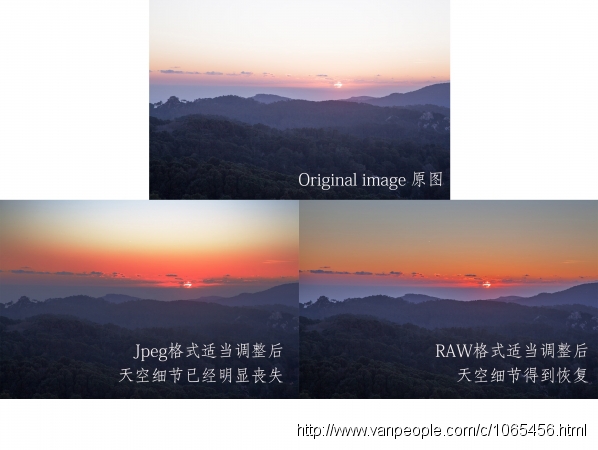 Original image 原图
Jpeg格式适当调整后
天空细节已经明显丧失
RAW格式适当调整后
天空细节得到恢复
http://www.vanpeople.com/c/1065456.html